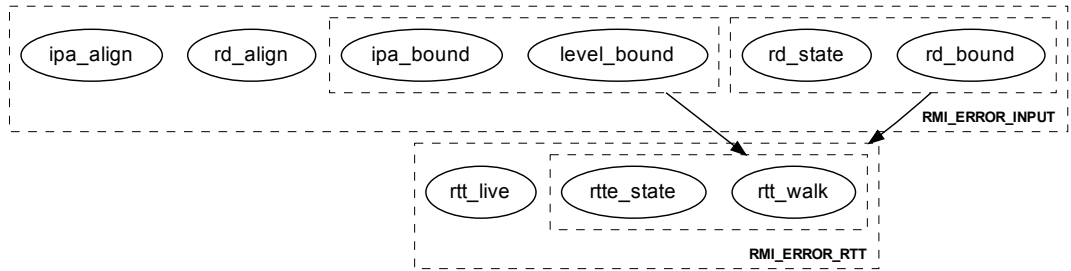 ipa_align rd_align ipa_bound level_bound rd_state rd_bound
RMI_ERROR_INPUT
rtt_live rtte_state rtt_walk
RMI_ERROR_RTT